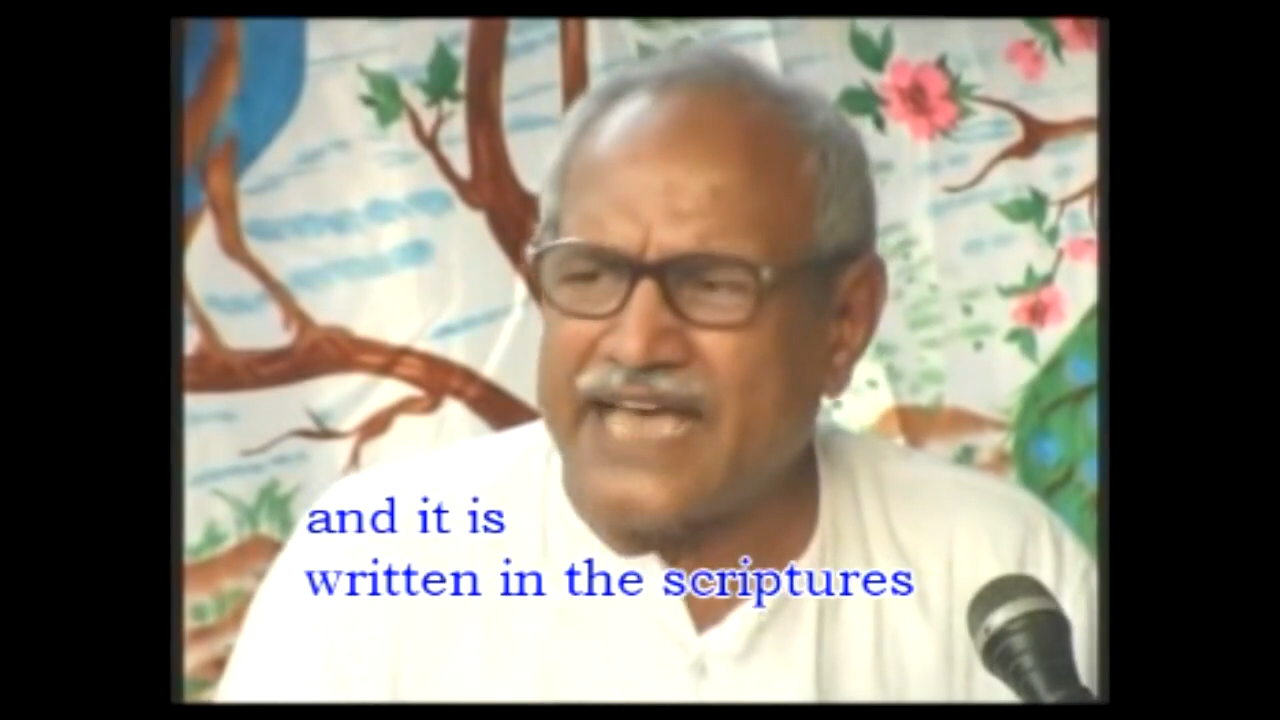 and it is
written in the scriptures